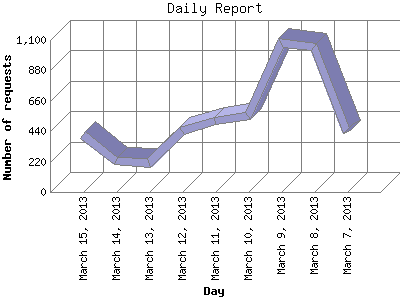 Daily Report
Number of requests
1,100
880
660
440
220
0
March 15, 2013
March 14, 2013
March 13, 2013
March 12, 2013
March 11, 2013
March 10, 2013
March 9, 2013
March 8, 2013
March 7, 2013
Day